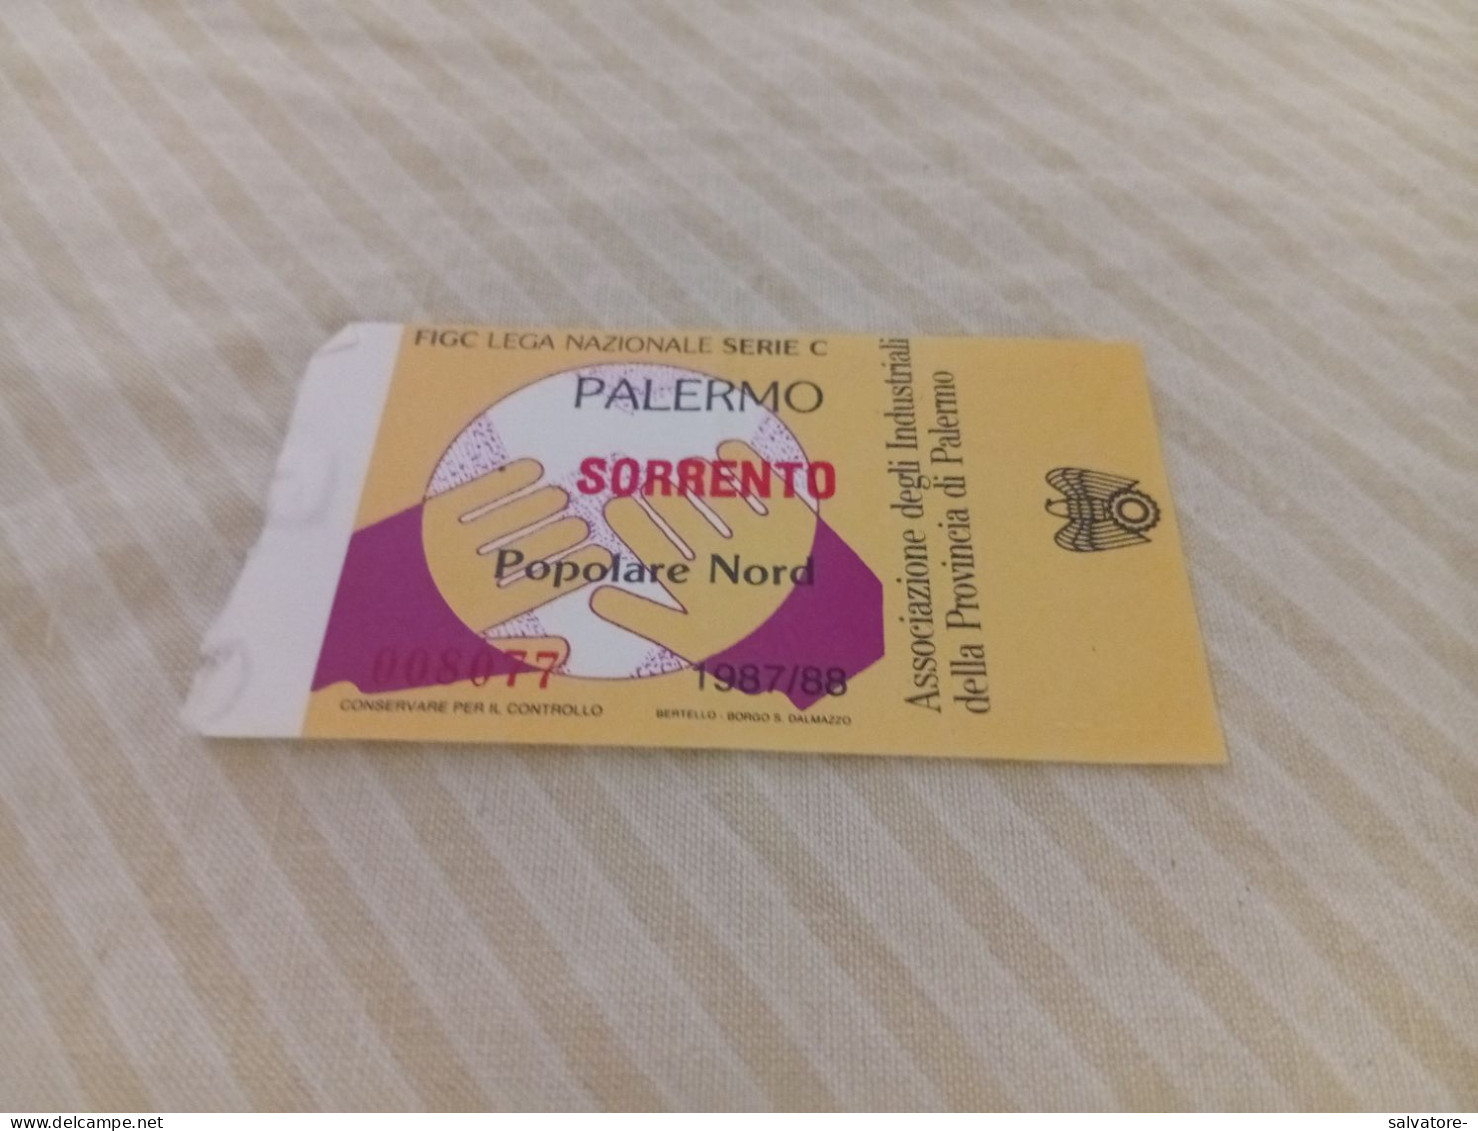 FIGC LEGA NAZIONALE SERIE C
PALERMO
SORRENTO
Popolare Nord
008077
1987/88
CONSERVARE PER IL CONTROLLO
BERTELLO - BORGO S. DALMAZZO
Associazione degli Industriali
della Provincia di Palermo
delcampe.net
salvatore-